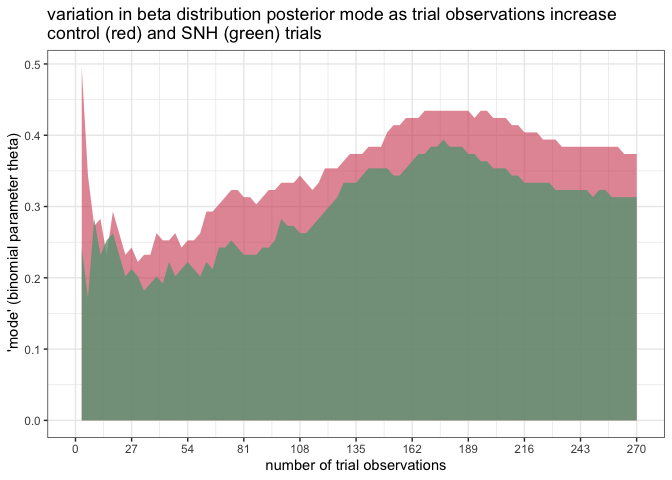 variation in beta distribution posterior mode as trial observations increase
control (red) and SNH (green) trials
'mode' (binomial parameter theta)
0.5
0.4
0.3
0.2
0.1
0.0
0 27 54 81 108 135 162 189 216 243 270
number of trial observations